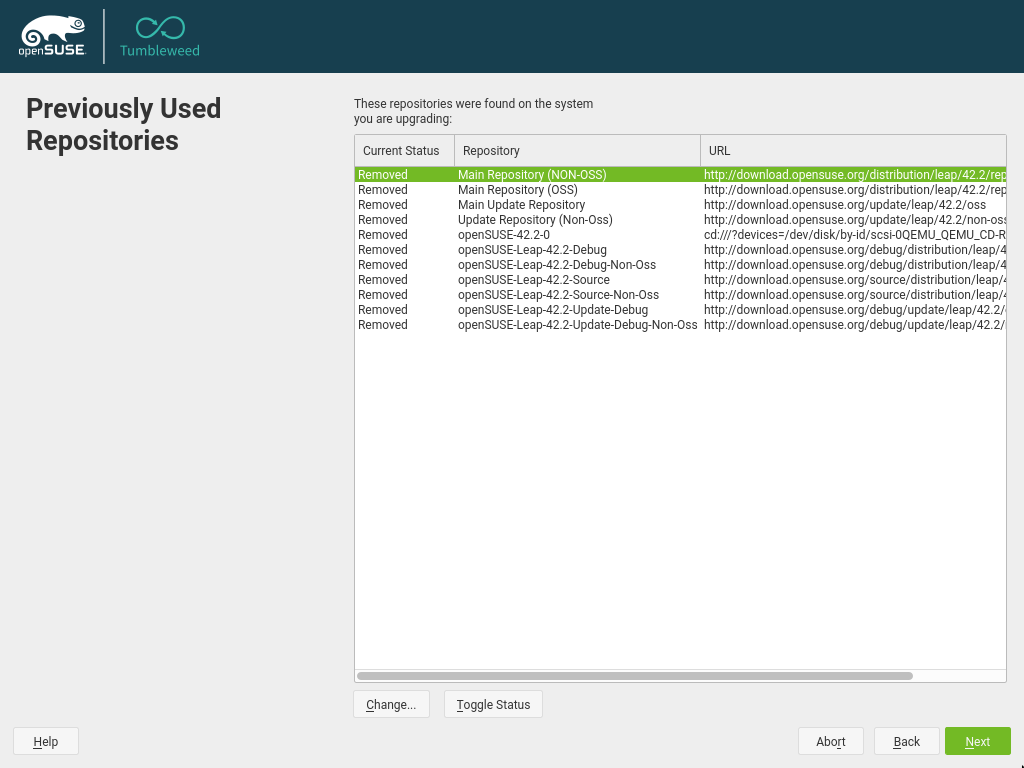 openSUSE
Tumbleweed
Previously Used
Repositories
These repositories were found on the system
you are upgrading:
Current Status Repository URL
Removed Main Repository (NON-OSS) http://download.opensuse.org/distribution/leap/42.2/rep
Removed Main Repository (OSS) http://download.opensuse.org/distribution/leap/42.2/rep
Removed Main Update Repository http://download.opensuse.org/update/leap/42.2/oss
Removed Update Repository (Non-Oss) http://download.opensuse.org/update/leap/42.2/non-oss
Removed openSUSE-42.2-0 cd:///?devices=/dev/disk/by-id/scsi-0QEMU_QEMU_CD-R
Removed openSUSE-Leap-42.2-Debug http://download.opensuse.org/debug/distribution/leap/4
Removed openSUSE-Leap-42.2-Debug-Non-Oss http://download.opensuse.org/debug/distribution/leap/4
Removed openSUSE-Leap-42.2-Source http://download.opensuse.org/source/distribution/leap/4
Removed openSUSE-Leap-42.2-Source-Non-Oss http://download.opensuse.org/source/distribution/leap/4
Removed openSUSE-Leap-42.2-Update-Debug http://download.opensuse.org/debug/update/leap/42.2/
Removed openSUSE-Leap-42.2-Update-Debug-Non-Oss http://download.opensuse.org/debug/update/leap/42.2/
Change... Toggle Status
Help Abort Back Next